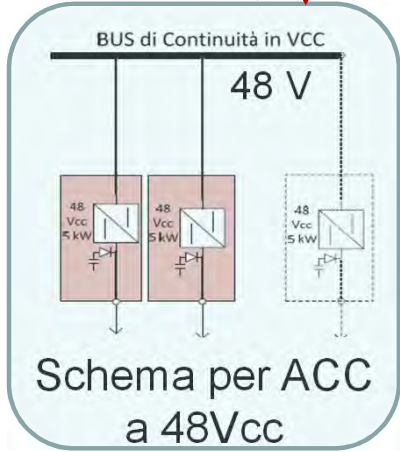 BUS di Continuità in VCC
48 V
48
Vcc
5 kW
48
Vcc
5 kW
48
Vcc
5 kW
Schema per ACC
a 48Vcc